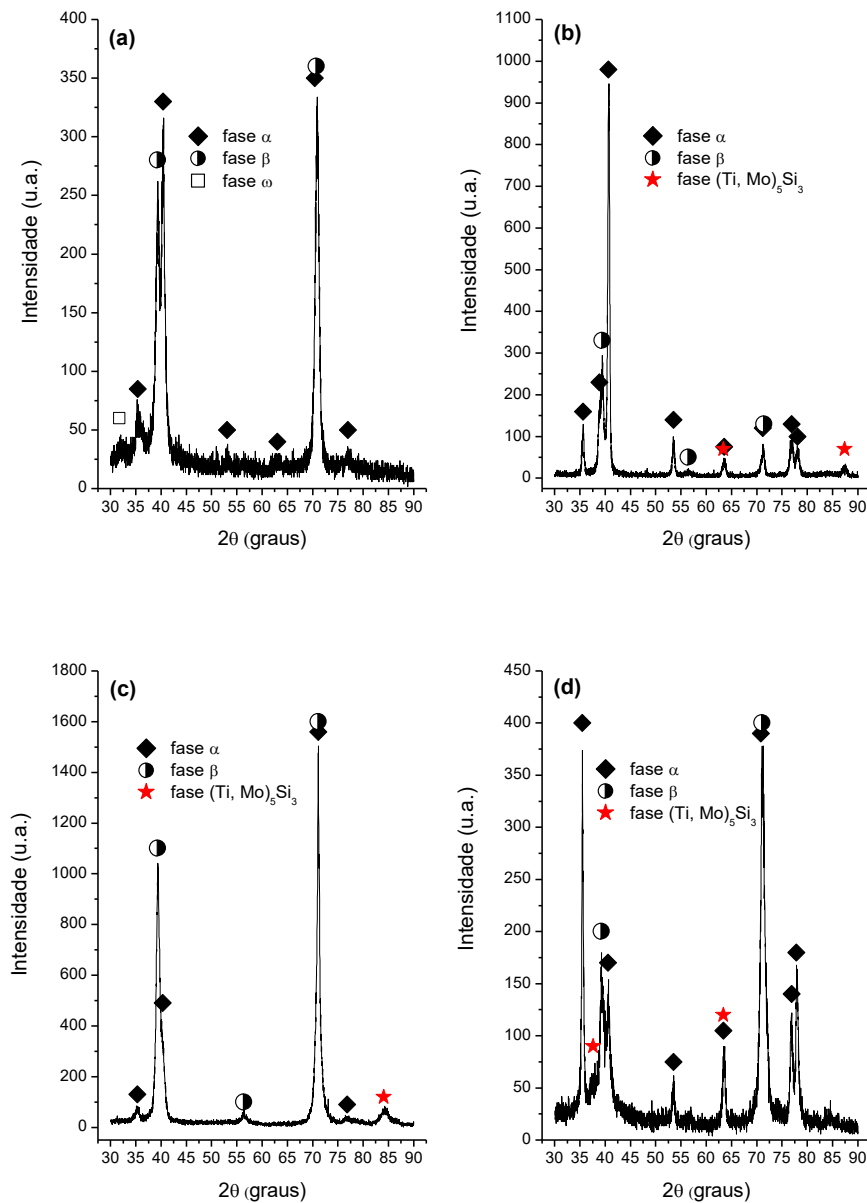 (a)
400
350
300
250
200
150
100
50
0
Intensidade (u.a.)
fase α
fase β
fase ω
30 35 40 45 50 55 60 65 70 75 80 85 90
2θ (graus)
(b)
1100
1000
900
800
700
600
500
400
300
200
100
0
Intensidade (u.a.)
fase α
fase β
fase (Ti, Mo)5Si3
30 35 40 45 50 55 60 65 70 75 80 85 90
2θ (graus)
(c)
1800
1600
1400
1200
1000
800
600
400
200
0
Intensidade (u.a.)
fase α
fase β
fase (Ti, Mo)5Si3
30 35 40 45 50 55 60 65 70 75 80 85 90
2θ (graus)
(d)
450
400
350
300
250
200
150
100
50
0
Intensidade (u.a.)
fase α
fase β
fase (Ti, Mo)5Si3
30 35 40 45 50 55 60 65 70 75 80 85 90
2θ (graus)